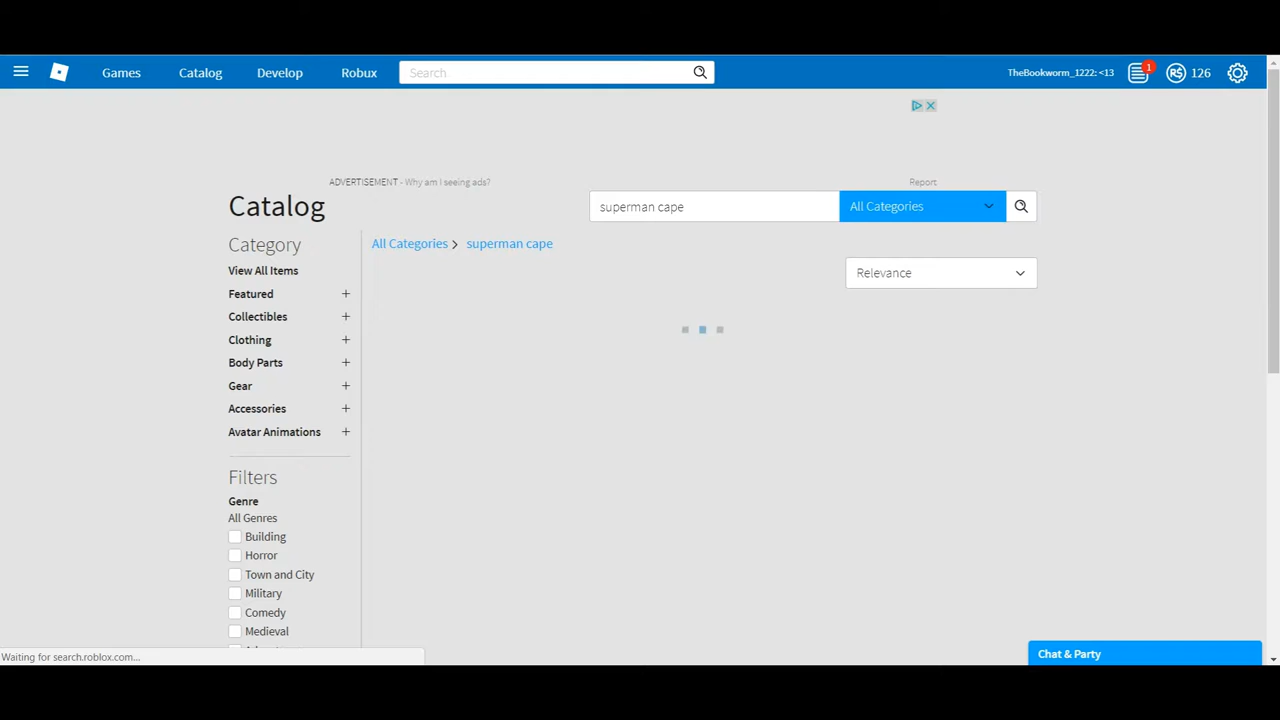 Games
Catalog
Develop
Robux
Search
TheBookworm_1222: <13
1
R$ 126
ADVERTISEMENT - Why am I seeing ads?
Report
Catalog
superman cape
All Categories
Category
All Categories
superman cape
View All Items
Relevance
Featured
Collectibles
Clothing
Body Parts
Gear
Accessories
Avatar Animations
Filters
Genre
All Genres
Building
Horror
Town and City
Military
Comedy
Medieval
Waiting for search.roblox.com...
Chat & Party